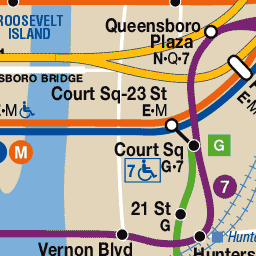 ROOSEVELT
ISLAND
Queensboro
Plaza
N•Q•7
SBORO BRIDGE
Court Sq-23 St
E•M
E•M
E•M
Court Sq
G•7
G
M
7
7
21 St
G
Vernon Blvd
Hunters
Hunte